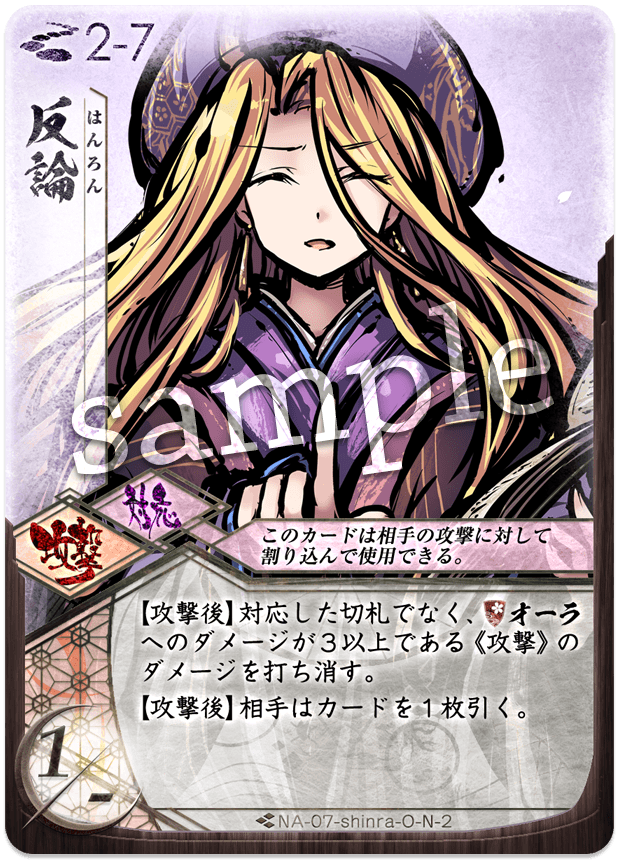 2-7
反論
はんろん
sample
対応
攻撃
このカードは相手の攻撃に対して
割り込んで使用できる。
【攻撃後】対応した切札でなく、オーラ
へのダメージが3以上である《攻撃》の
ダメージを打ち消す。
【攻撃後】相手はカードを1枚引く。
1/-
NA-07-shinra-O-N-2